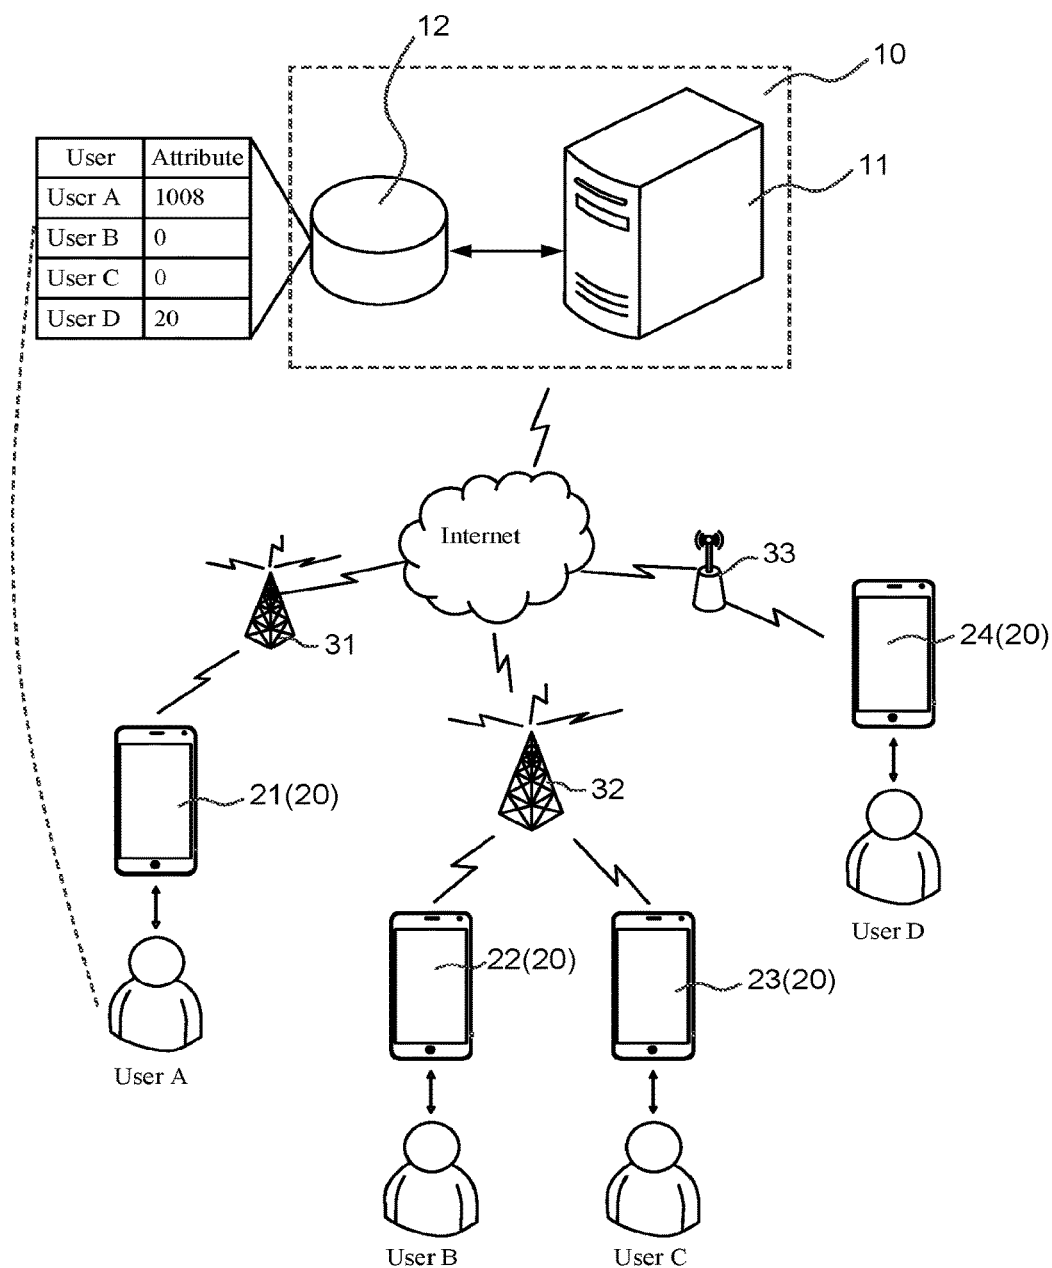 12
10
User Attribute
User A 1008
User B 0
User C 0
User D 20
11
Internet
33
31
24(20)
32
21(20)
User D
22(20)
23(20)
User A
User B
User C